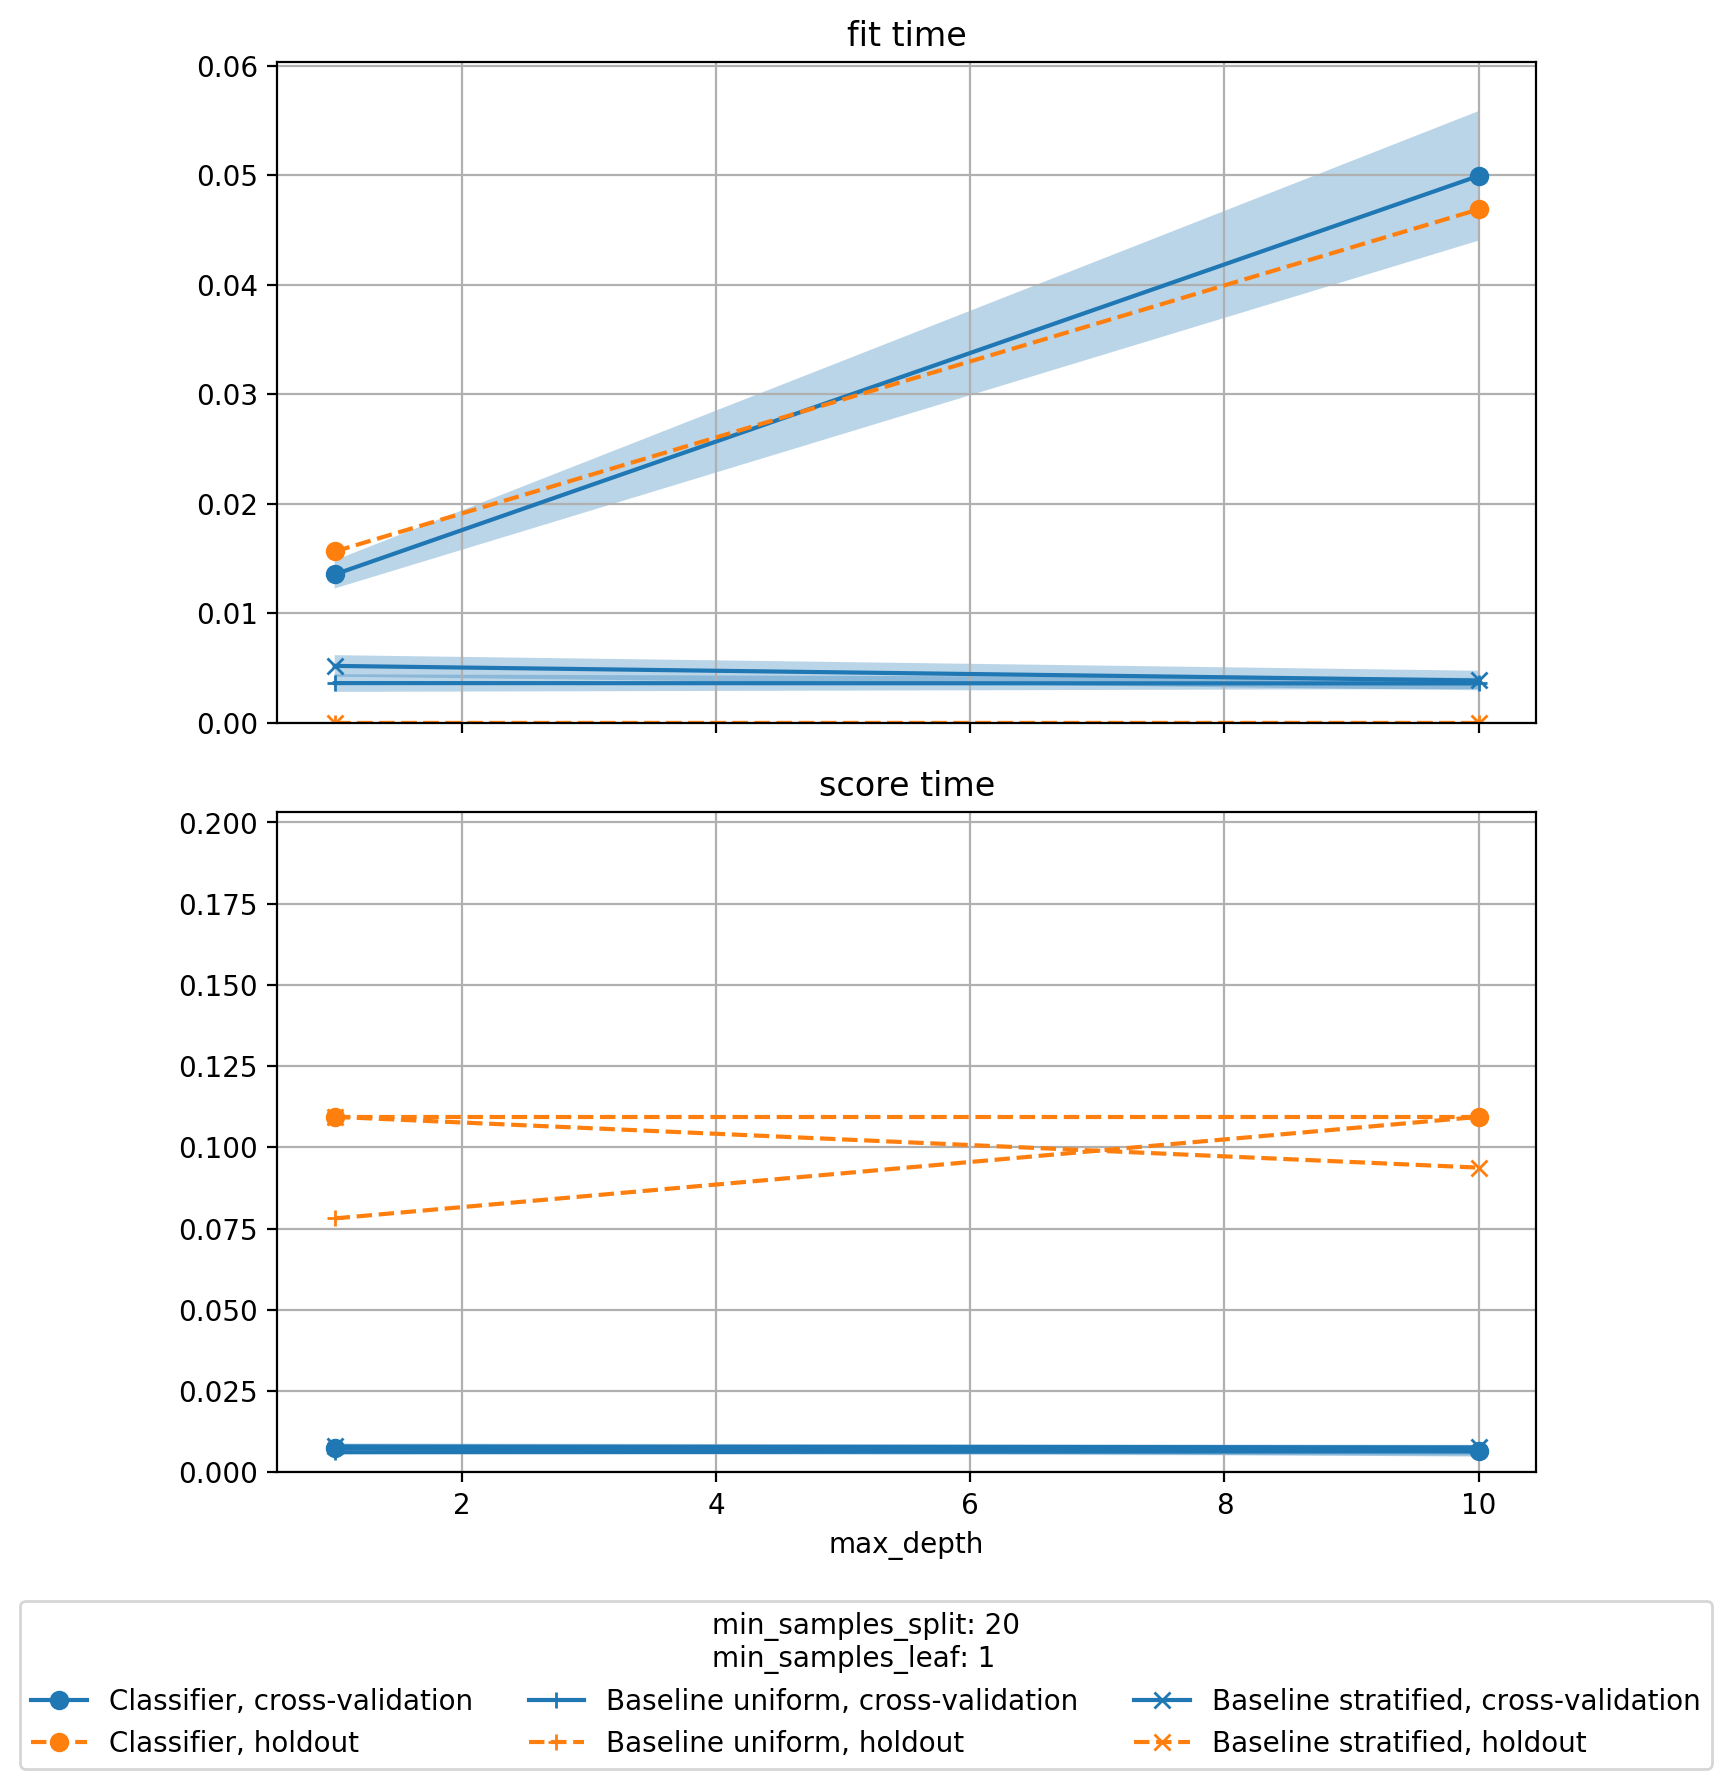 fit time
0.06
0.05
0.04
0.03
0.02
0.01
0.00
score time
0.200
0.175
0.150
0.125
0.100
0.075
0.050
0.025
0.000
2 4 6 8 10
max_depth
min_samples_split: 20
min_samples_leaf: 1
Classifier, cross-validation Baseline uniform, cross-validation Baseline stratified, cross-validation
Classifier, holdout Baseline uniform, holdout Baseline stratified, holdout